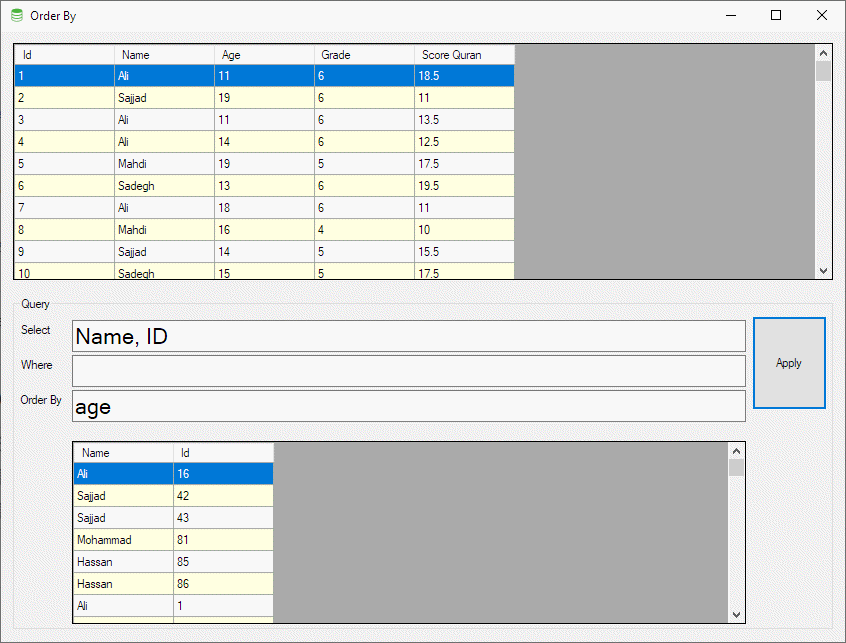 Order By
Id Name Age Grade Score Quran
1 Ali 11 6 18.5
2 Sajjad 19 6 11
3 Ali 11 6 13.5
4 Ali 14 6 12.5
5 Mahdi 19 5 17.5
6 Sadegh 13 6 19.5
7 Ali 18 6 11
8 Mahdi 16 4 10
9 Sajjad 14 5 15.5
10 Sadegh 15 5 17.5
Query
Select Name, ID
Where
Order By age
Apply
Name Id
Ali 16
Sajjad 42
Sajjad 43
Mohammad 81
Hassan 85
Hassan 86
Ali 1